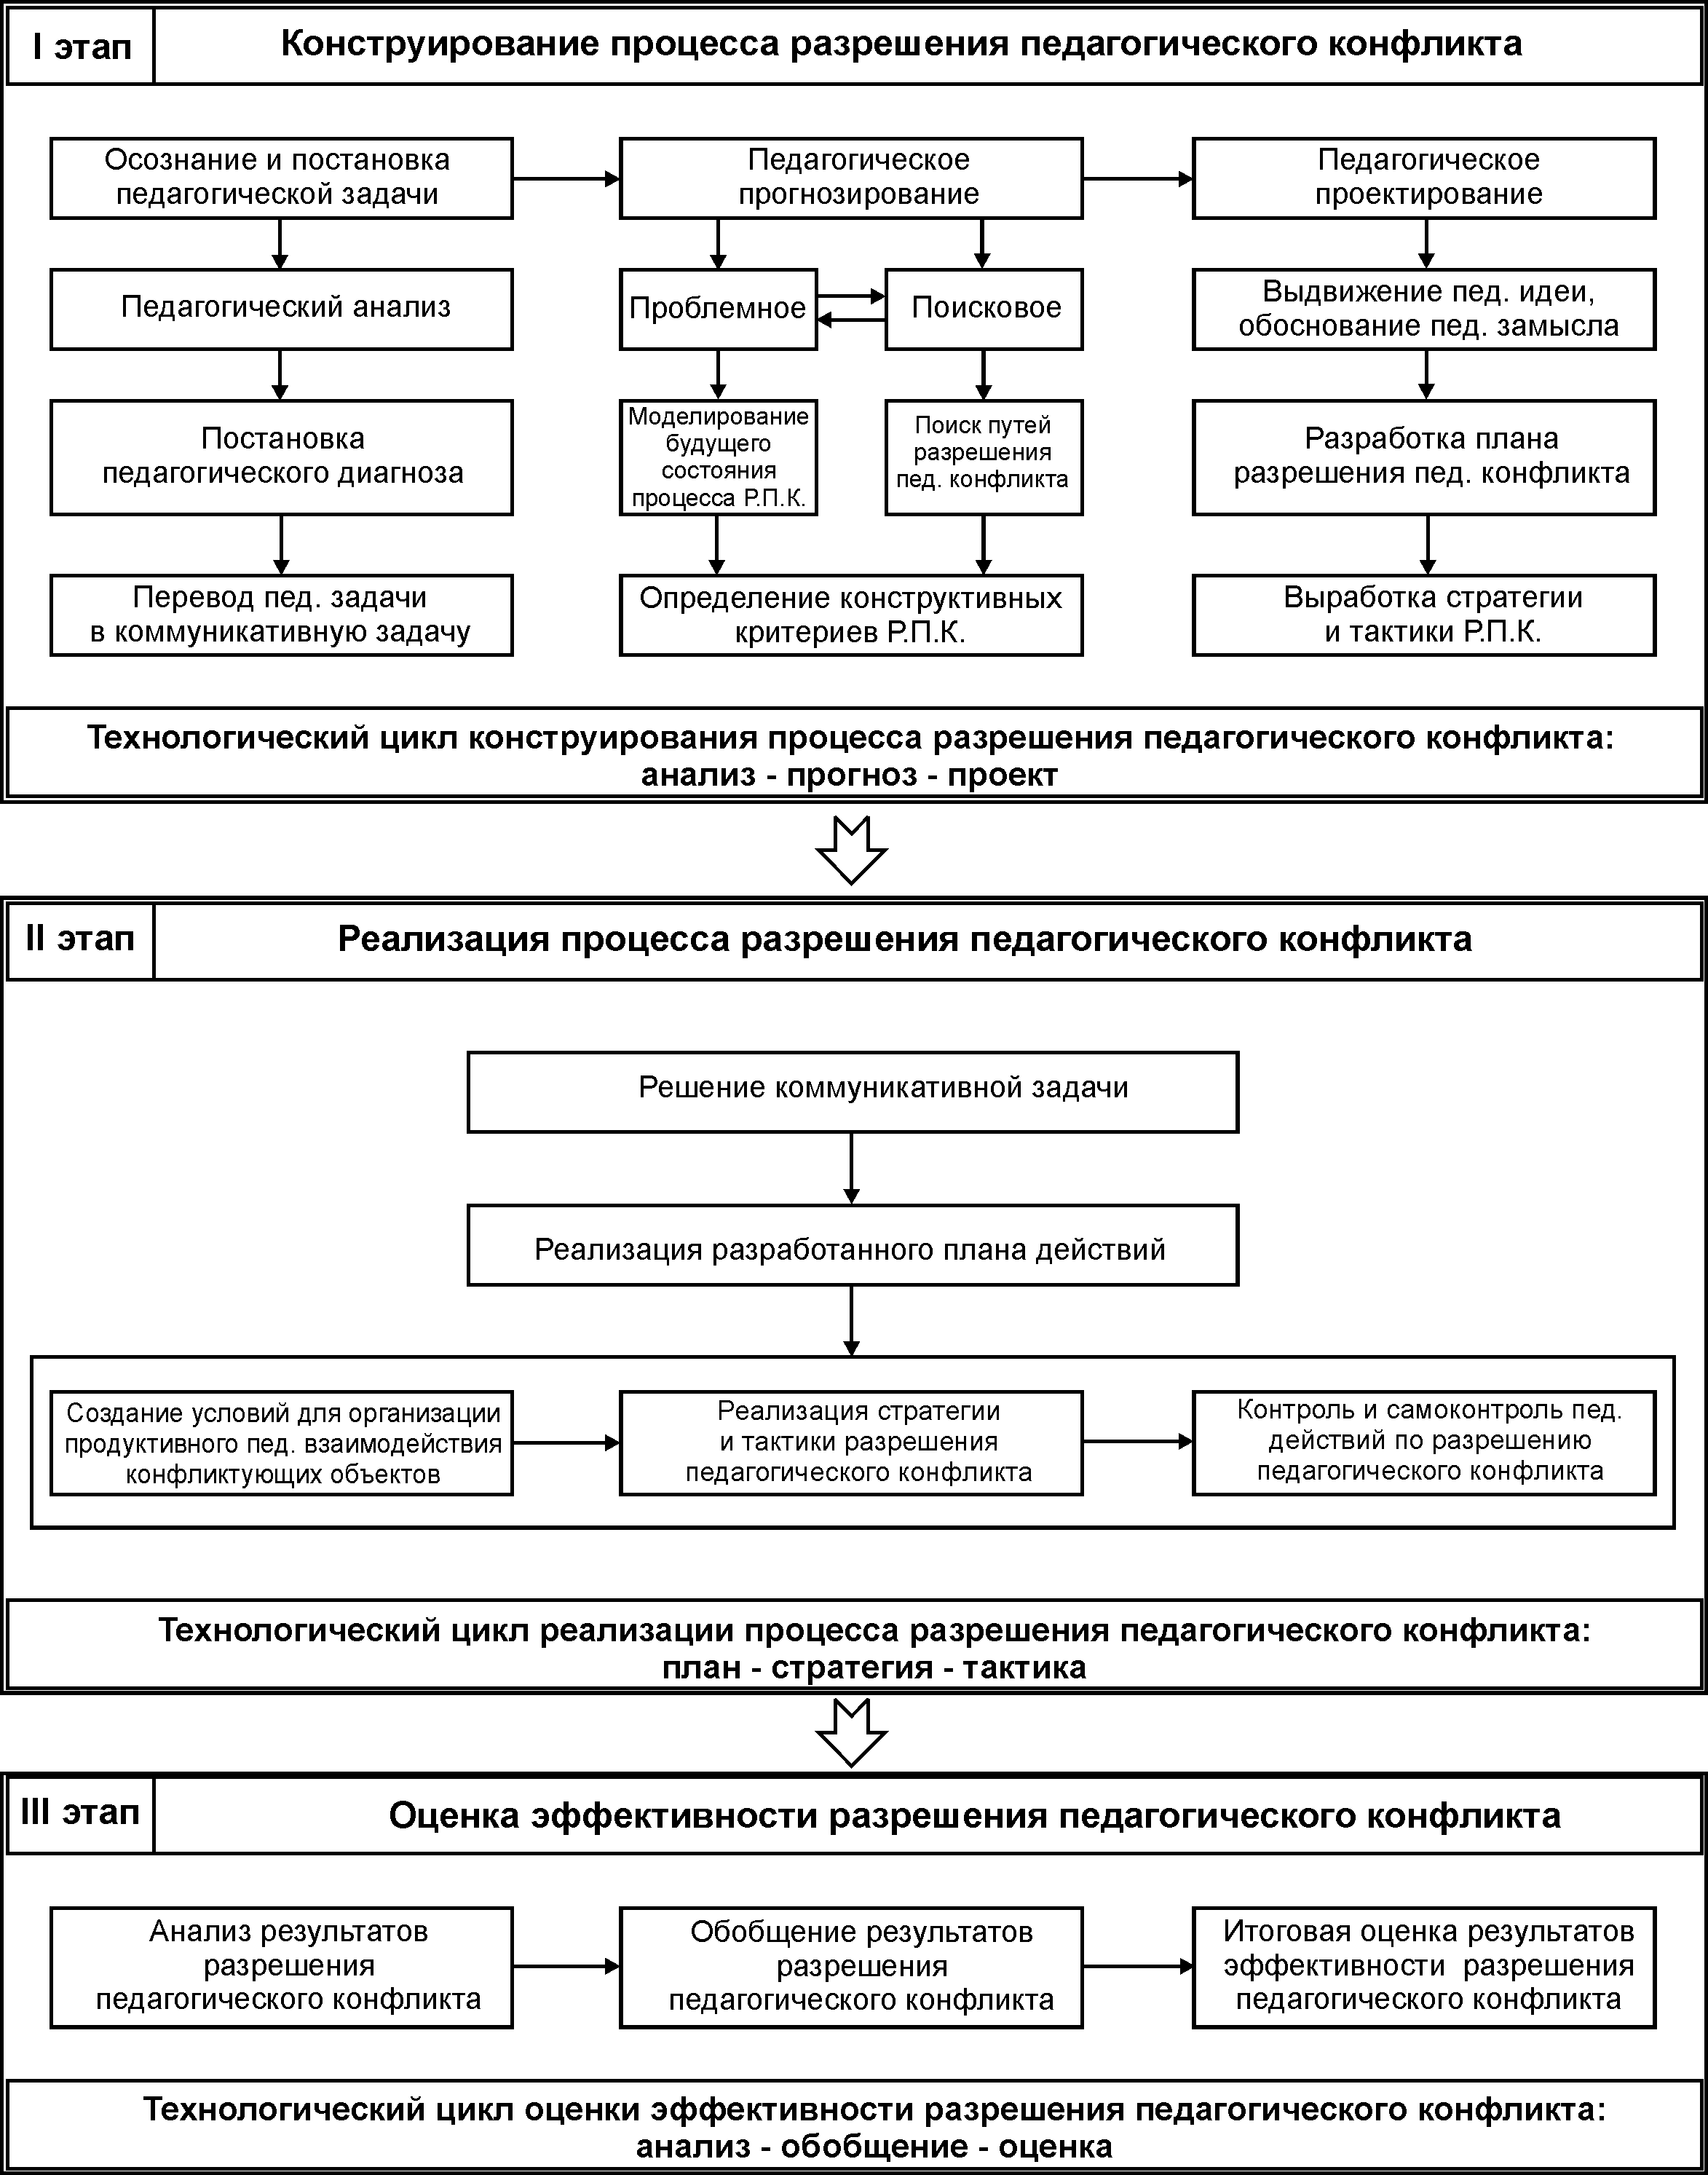 I этап
Конструирование процесса разрешения педагогического конфликта
Осознание и постановка
педагогической задачи
Педагогическое
прогнозирование
Педагогическое
проектирование
Педагогический анализ
Проблемное
Поисковое
Выдвижение пед. идеи,
обоснование пед. замысла
Постановка
педагогического диагноза
Моделирование
будущего
состояния
процесса Р.П.К.
Поиск путей
разрешения
пед. конфликта
Разработка плана
разрешения пед. конфликта
Перевод пед. задачи
в коммуникативную задачу
Определение конструктивных
критериев Р.П.К.
Выработка стратегии
и тактики Р.П.К.
Технологический цикл конструирования процесса разрешения педагогического конфликта:
анализ - прогноз - проект
II этап
Реализация процесса разрешения педагогического конфликта
Решение коммуникативной задачи
Реализация разработанного плана действий
Создание условий для организации
продуктивного пед. взаимодействия
конфликтующих объектов
Реализация стратегии
и тактики разрешения
педагогического конфликта
Контроль и самоконтроль пед.
действий по разрешению
педагогического конфликта
Технологический цикл реализации процесса разрешения педагогического конфликта:
план - стратегия - тактика
III этап
Оценка эффективности разрешения педагогического конфликта
Анализ результатов
разрешения
педагогического конфликта
Обобщение результатов
разрешения
педагогического конфликта
Итоговая оценка результатов
эффективности разрешения
педагогического конфликта
Технологический цикл оценки эффективности разрешения педагогического конфликта:
анализ - обобщение - оценка